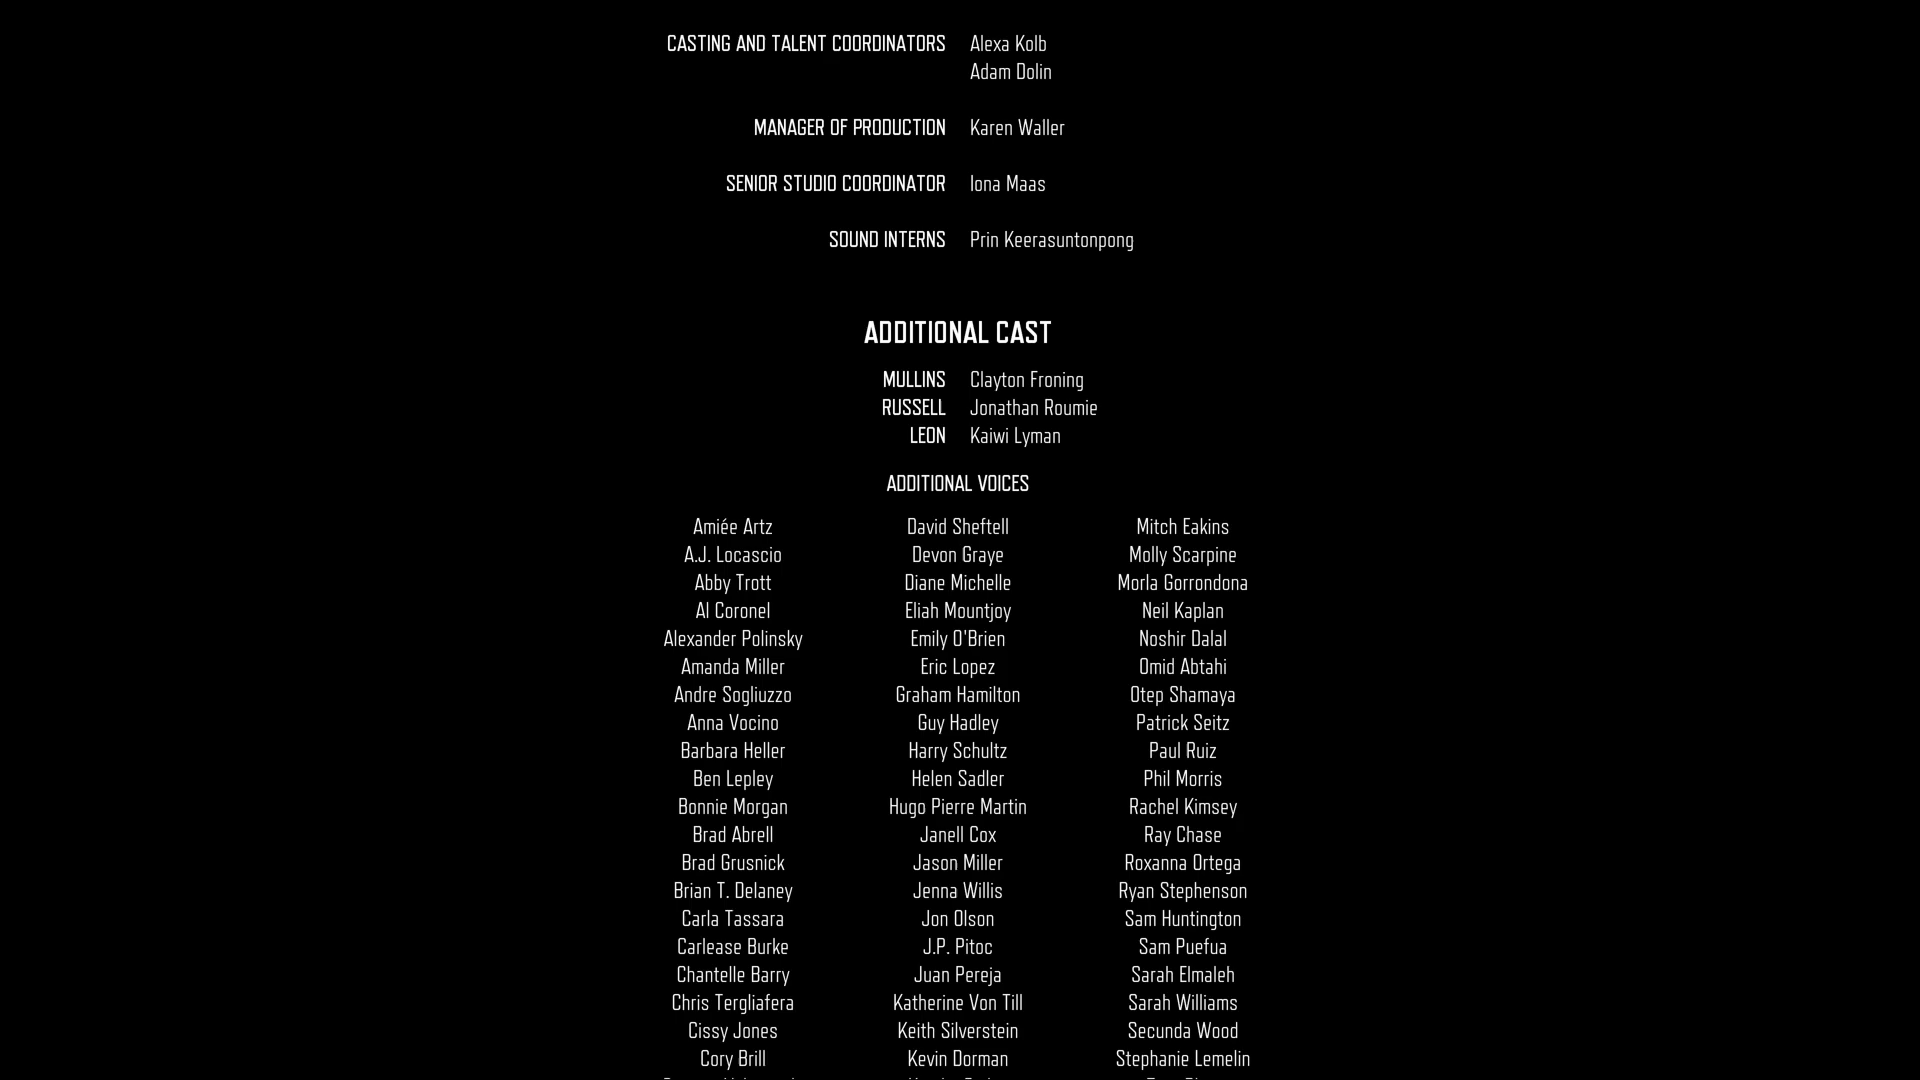 CASTING AND TALENT COORDINATORS Alexa Kolb
Adam Dolin
MANAGER OF PRODUCTION Karen Waller
SENIOR STUDIO COORDINATOR Iona Maas
SOUND INTERNS Prin Keerasuntonpong
ADDITIONAL CAST
MULLINS Clayton Froning
RUSSELL Jonathan Roumie
LEON Kaiwi Lyman
ADDITIONAL VOICES
Amiée Artz David Sheftell Mitch Eakins
A.J. Locascio Devon Graye Molly Scarpine
Abby Trott Diane Michelle Morla Gorrondona
Al Coronel Eliah Mountjoy Neil Kaplan
Alexander Polinsky Emily O'Brien Noshir Dalal
Amanda Miller Eric Lopez Omid Abtahi
Andre Sogliuzzo Graham Hamilton Otep Shamaya
Anna Vocino Guy Hadley Patrick Seitz
Barbara Heller Harry Schultz Paul Ruiz
Ben Lepley Helen Sadler Phil Morris
Bonnie Morgan Hugo Pierre Martin Rachel Kimsey
Brad Abrell Janell Cox Ray Chase
Brad Grusnick Jason Miller Roxanna Ortega
Brian T. Delaney Jenna Willis Ryan Stephenson
Carla Tassara Jon Olson Sam Huntington
Carlease Burke J.P. Pitoc Sam Puefua
Chantelle Barry Juan Pereja Sarah Elmaleh
Chris Tergliafera Katherine Von Till Sarah Williams
Cissy Jones Keith Silverstein Secunda Wood
Cory Brill Kevin Dorman Stephanie Lemelin